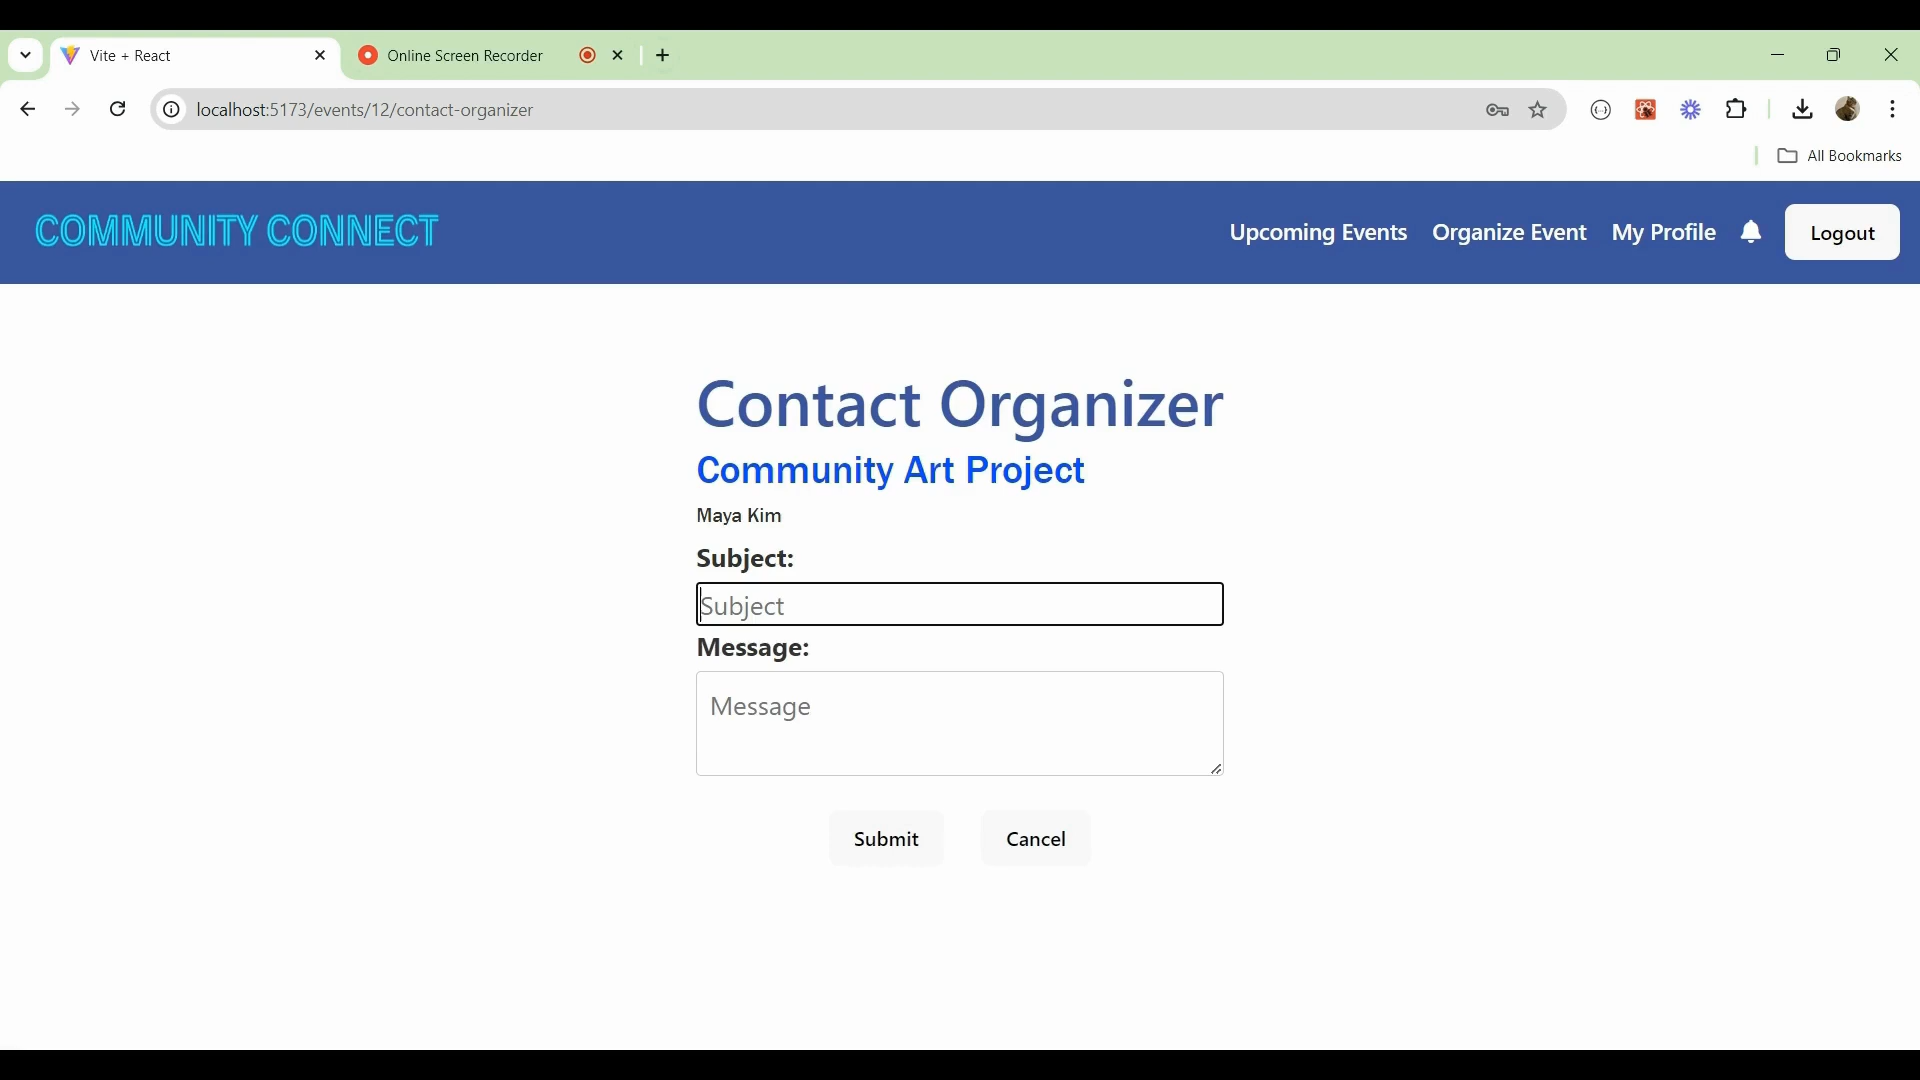 Vite + React
Online Screen Recorder
localhost:5173/events/12/contact-organizer
All Bookmarks
COMMUNITY CONNECT
Upcoming Events
Organize Event
My Profile
Logout
Contact Organizer
Community Art Project
Maya Kim
Subject:
Subject
Message:
Message
Submit
Cancel